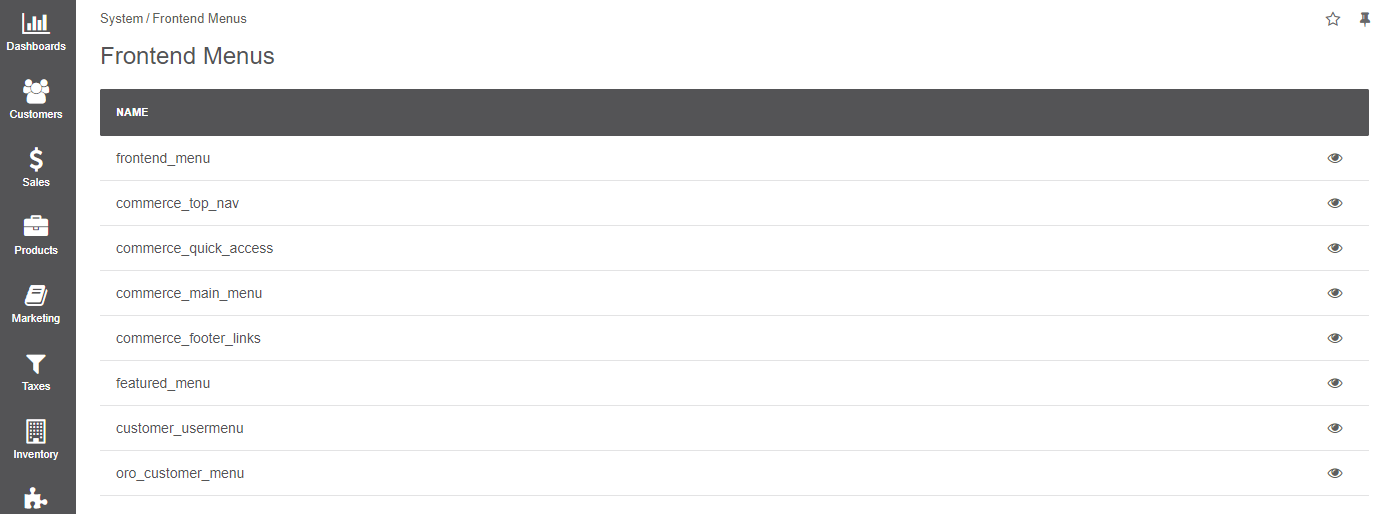 Dashboards
Customers
Sales
Products
Marketing
Taxes
Inventory
System / Frontend Menus
Frontend Menus
NAME
frontend_menu
commerce_top_nav
commerce_quick_access
commerce_main_menu
commerce_footer_links
featured_menu
customer_usermenu
oro_customer_menu